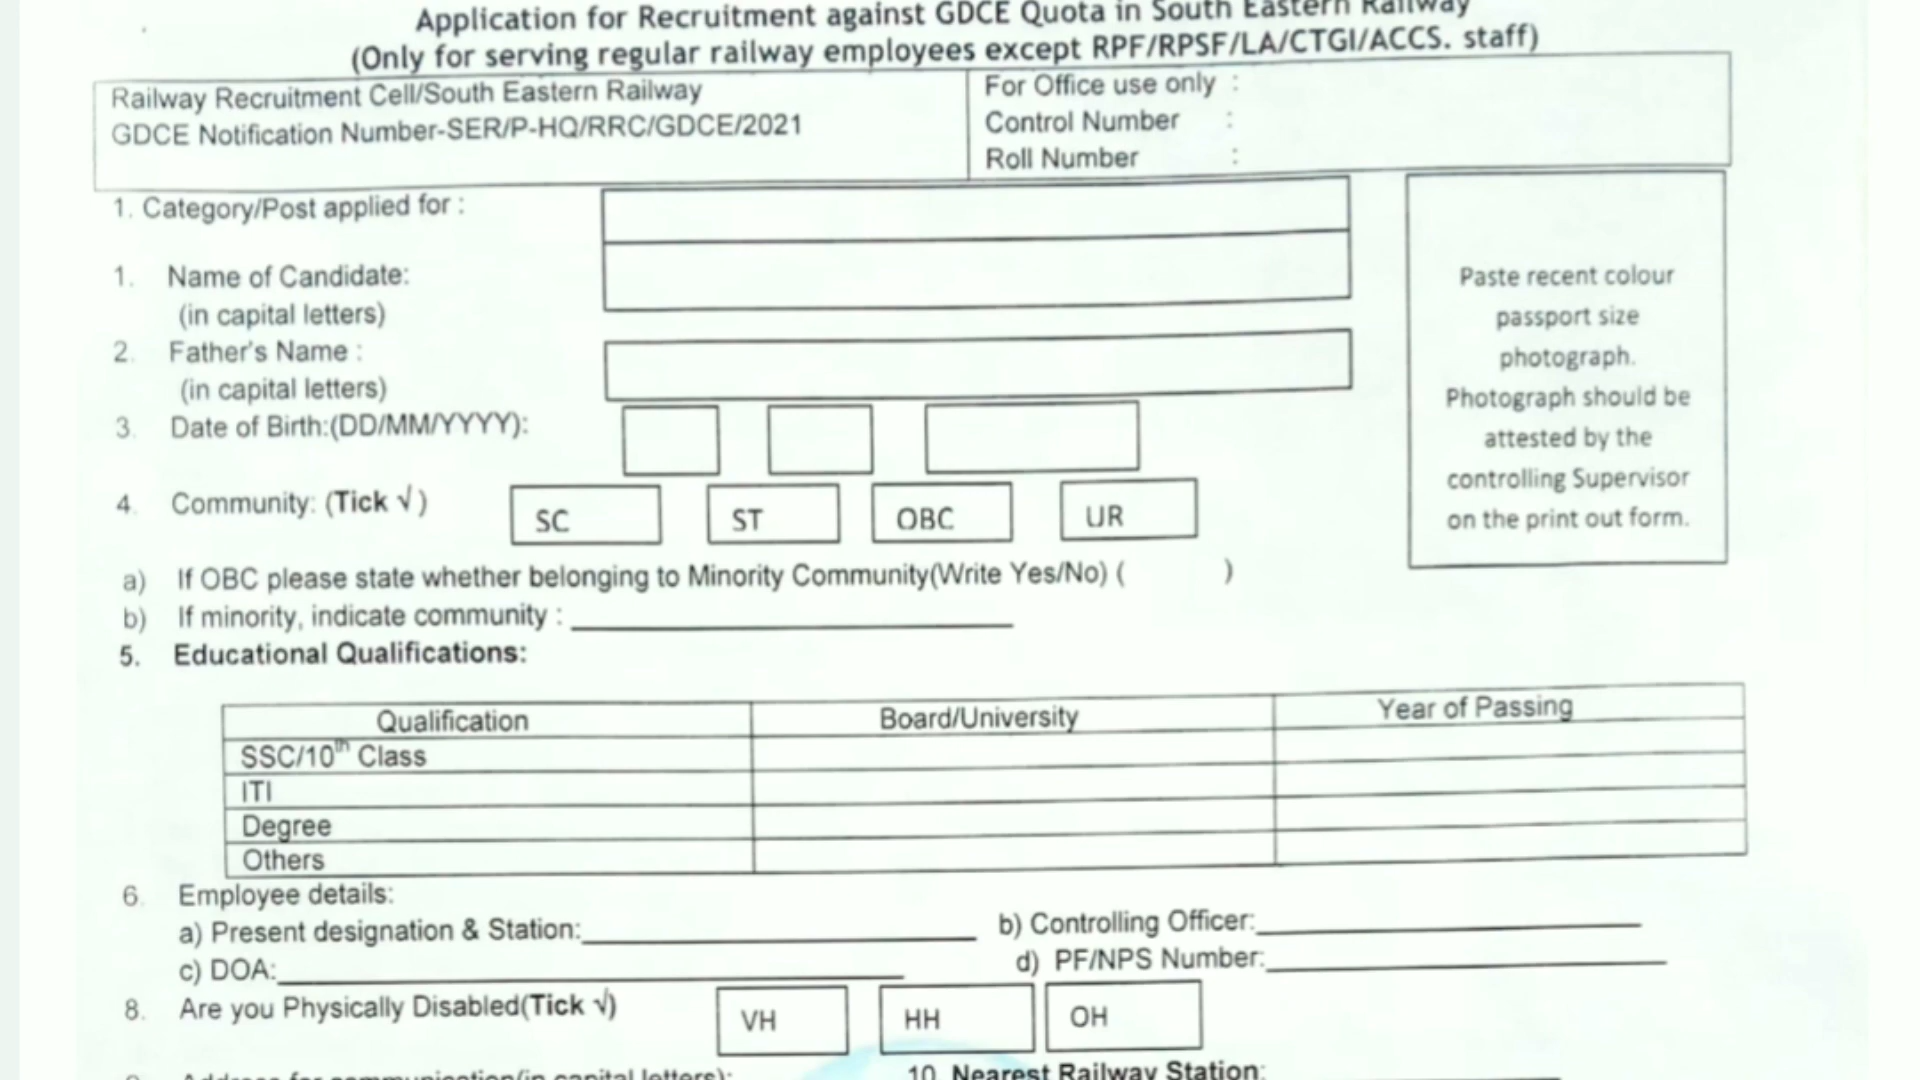 Application for Recruitment against GDCE Quota in South Eastern Railway
(Only for serving regular railway employees except RPF/RPSF/LA/CTGI/ACCS. staff)
Railway Recruitment Cell/South Eastern Railway
GDCE Notification Number-SER/P-HQ/RRC/GDCE/2021
For Office use only :
Control Number :
Roll Number :
1. Category/Post applied for :
1. Name of Candidate:
(in capital letters)
2. Father's Name :
(in capital letters)
3. Date of Birth:(DD/MM/YYYY):
Paste recent colour
passport size
photograph.
Photograph should be
attested by the
controlling Supervisor
on the print out form.
4. Community: (Tick √ ) SC ST OBC UR
a) If OBC please state whether belonging to Minority Community(Write Yes/No) ( )
b) If minority, indicate community :
5. Educational Qualifications:
Qualification Board/University Year of Passing
SSC/10th Class
ITI
Degree
Others
6. Employee details:
a) Present designation & Station: b) Controlling Officer:
c) DOA: d) PF/NPS Number:
8. Are you Physically Disabled(Tick √) VH HH OH
9. Address for communication(in capital letters): 10. Nearest Railway Station: